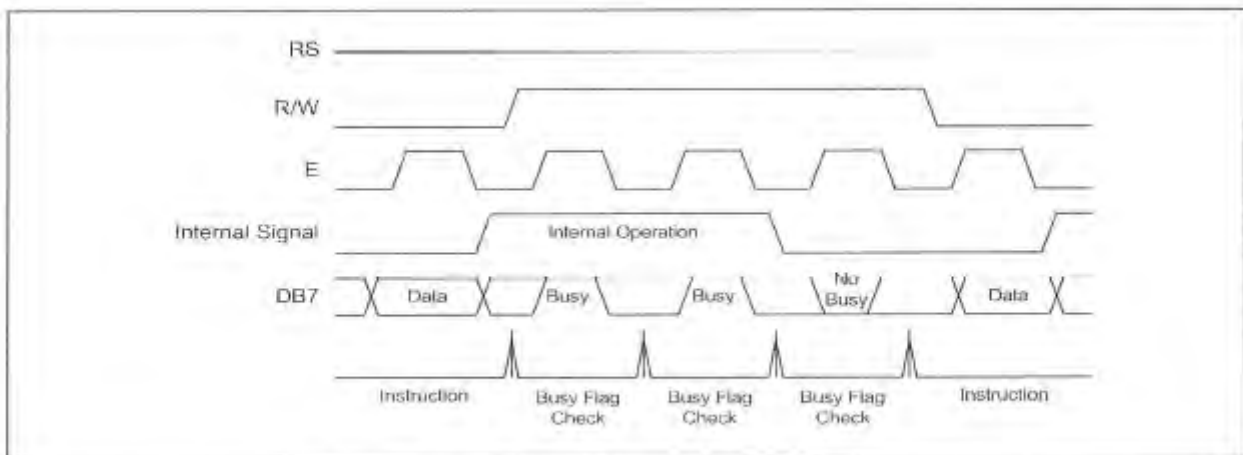 RS
R/W
E
Internal Signal
Internal Operation
DB7
Data
Busy
Busy
No
Busy
Data
Instruction
Busy Flag
Check
Busy Flag
Check
Busy Flag
Check
Instruction